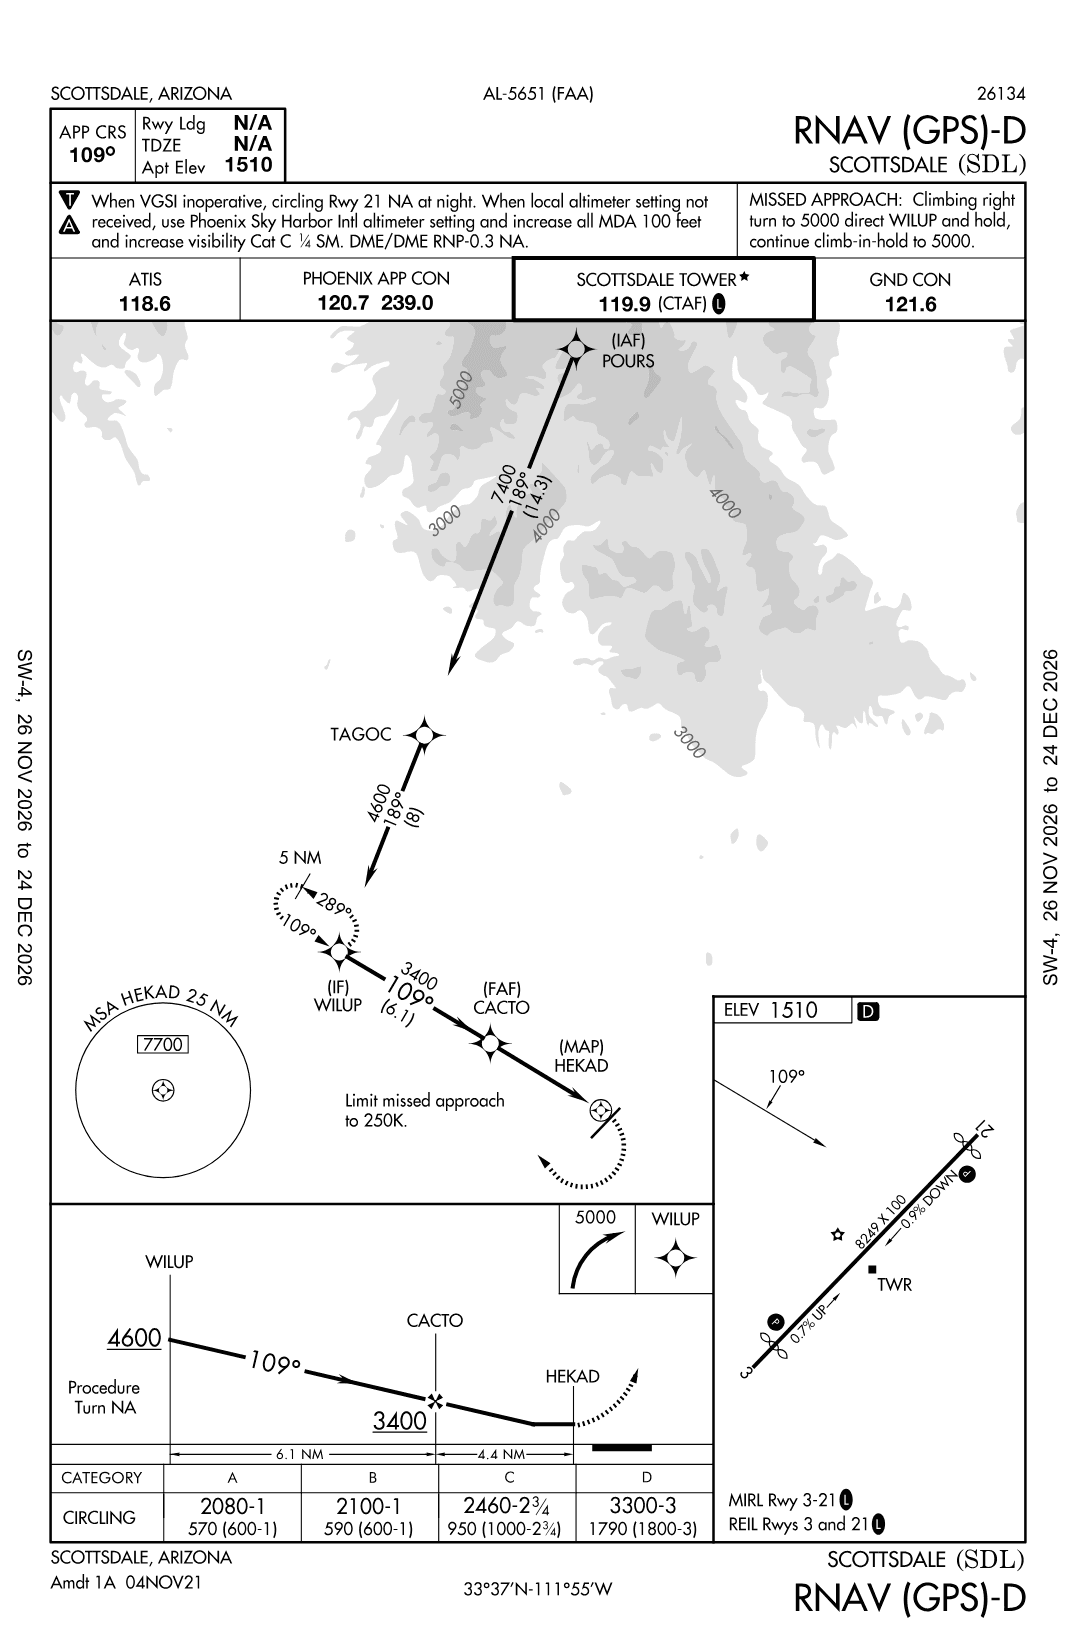 SCOTTSDALE, ARIZONA
AL-5651 (FAA)
26134
APP CRS
109°
Rwy Ldg N/A
TDZE N/A
Apt Elev 1510
RNAV (GPS)-D
SCOTTSDALE (SDL)
T
A
When VGSI inoperative, circling Rwy 21 NA at night. When local altimeter setting not
received, use Phoenix Sky Harbor Intl altimeter setting and increase all MDA 100 feet
and increase visibility Cat C ¼ SM. DME/DME RNP-0.3 NA.
MISSED APPROACH: Climbing right
turn to 5000 direct WILUP and hold,
continue climb-in-hold to 5000.
ATIS
118.6
PHOENIX APP CON
120.7 239.0
SCOTTSDALE TOWER★
119.9 (CTAF) L
GND CON
121.6
(IAF)
POURS
5000
7400
189°
(14.3)
3000
4000
4000
TAGOC
3000
4600
189°
(8)
5 NM
289°
109°
(IF)
WILUP
3400
109°
(6.1)
(FAF)
CACTO
(MAP)
HEKAD
MSA HEKAD 25 NM
7700
Limit missed approach
to 250K.
ELEV 1510
D
109°
21
P
8249 X 100
0.9% DOWN
TWR
P
0.7% UP
3
MIRL Rwy 3-21 L
REIL Rwys 3 and 21 L
5000
WILUP
WILUP
CACTO
HEKAD
4600
109°
3400
Procedure
Turn NA
6.1 NM
4.4 NM
CATEGORY A B C D
CIRCLING
2080-1
570 (600-1)
2100-1
590 (600-1)
2460-2¾
950 (1000-2¾)
3300-3
1790 (1800-3)
SCOTTSDALE, ARIZONA
Amdt 1A 04NOV21
33°37'N-111°55'W
SCOTTSDALE (SDL)
RNAV (GPS)-D
SW-4, 26 NOV 2026 to 24 DEC 2026
SW-4, 26 NOV 2026 to 24 DEC 2026